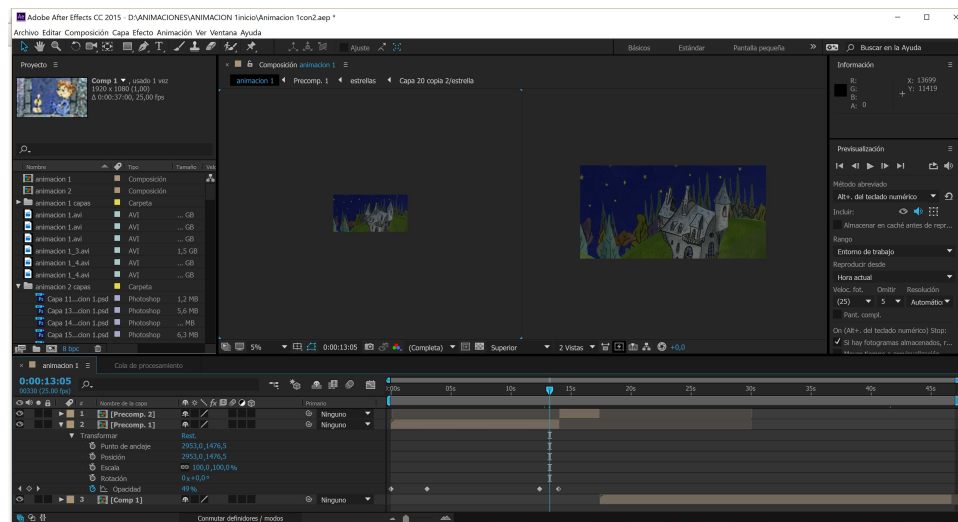 Adobe After Effects CC 2015 - D:\ANIMACIONES\ANIMACION 1inicio\Animacion 1con2.aep *
Archivo Editar Composición Capa Efecto Animación Ver Ventana Ayuda
Ajuste
Básicos Estándar Pantalla pequeña » Buscar en la Ayuda
Proyecto
Comp 1 ▼ , usado 1 vez
1920 x 1080 (1,00)
Δ 0:00:37:00, 25,00 fps
Nombre Tipo Tamaño Velo
animacion 1 Composición
animacion 2 Composición
animacion 1 capas Carpeta
animacion 1.avi AVI ... GB
animacion 1.avi AVI ... GB
animacion 1.avi AVI ... GB
animacion 1_3.avi AVI 1,5 GB
animacion 1_4.avi AVI ... GB
animacion 1_4.avi AVI ... GB
animacion 2 capas Carpeta
Capa 11...cion 1.psd Photoshop 1,2 MB
Capa 13...cion 1.psd Photoshop 5,6 MB
Capa 14...cion 1.psd Photoshop ... MB
Capa 15...cion 1.psd Photoshop 6,3 MB
8 bpc
Composición animacion 1
animacion 1 Precomp. 1 estrellas Capa 20 copia 2/estrella
5% 0:00:13:05 (Completa) Superior 2 Vistas +0,0
Información
R: X: 13699
G: Y: 11419
B:
A: 0
Previsualización
Método abreviado
Alt+. del teclado numérico
Incluir:
Almacenar en caché antes de repr...
Rango
Entorno de trabajo
Reproducir desde
Hora actual
Veloc. fot. Omitir Resolución
(25) 5 Automátic
Pant. compl.
On (Alt+. del teclado numérico) Stop:
Si hay fotogramas almacenados, r...
animacion 1 Cola de procesamiento
0:00:13:05
00330 (25.00 fps)
Nombre de la capa Primario
1 [Precomp. 2] Ninguno
2 [Precomp. 1] Ninguno
Transformar Rest.
Punto de anclaje 2953,0,1476,5
Posición 2953,0,1476,5
Escala 100,0,100,0%
Rotación 0x+0,0°
Opacidad 49%
3 [Comp 1] Ninguno
Conmutar definidores / modos
05s 10s 15s 20s 25s 30s 35s 40s 45s